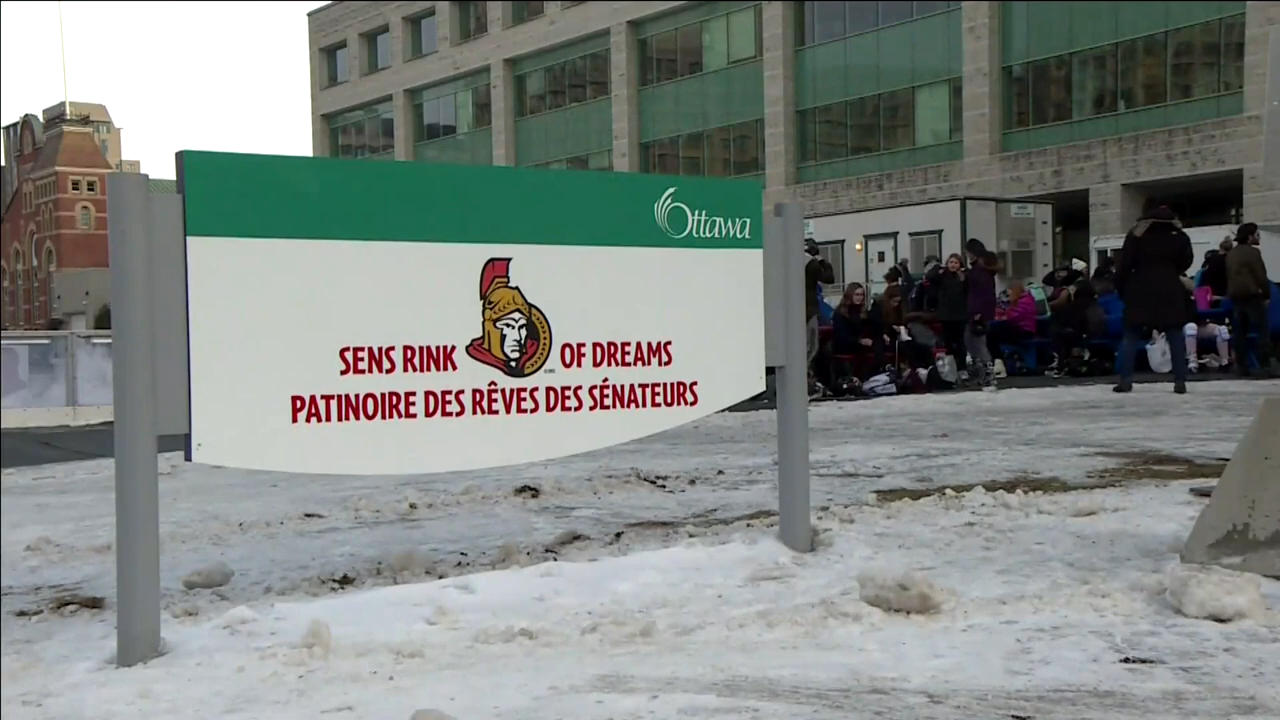 Ottawa
SENS RINK OF DREAMS
PATINOIRE DES RÊVES DES SÉNATEURS